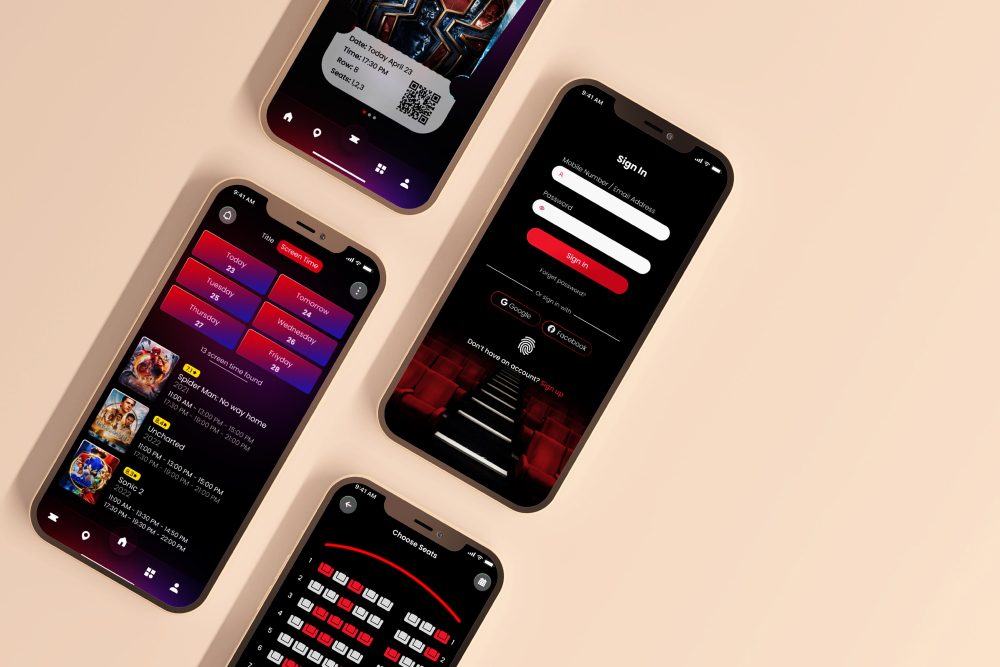 Date: Today April 23
Time: 17:30 PM
Row: 8
Seats: 1,2,3
9:41 AM
Sign In
Mobile Number / Email Address
Password
Sign In
Forget password?
Or sign in with
Google
Facebook
Don't have an account? Sign up
9:41 AM
Title
Screen Time
Today
23
Tomorrow
24
Tuesday
25
Wednesday
26
Thursday
27
Friyday
28
13 screen time found
Spider Man: No way home
2021
11:00 AM - 13:00 PM - 15:00 PM
17:30 PM - 19:00 PM - 21:00 PM
Uncharted
2022
11:00 PM - 13:00 PM - 15:00 PM
17:30 PM - 19:00 PM - 21:00 PM
Sonic 2
2022
11:00 AM - 13:30 PM - 14:50 PM
17:30 PM - 19:30 PM - 22:00 PM
9:41 AM
Choose Seats
1
2
3
4
5
6
7
1
2